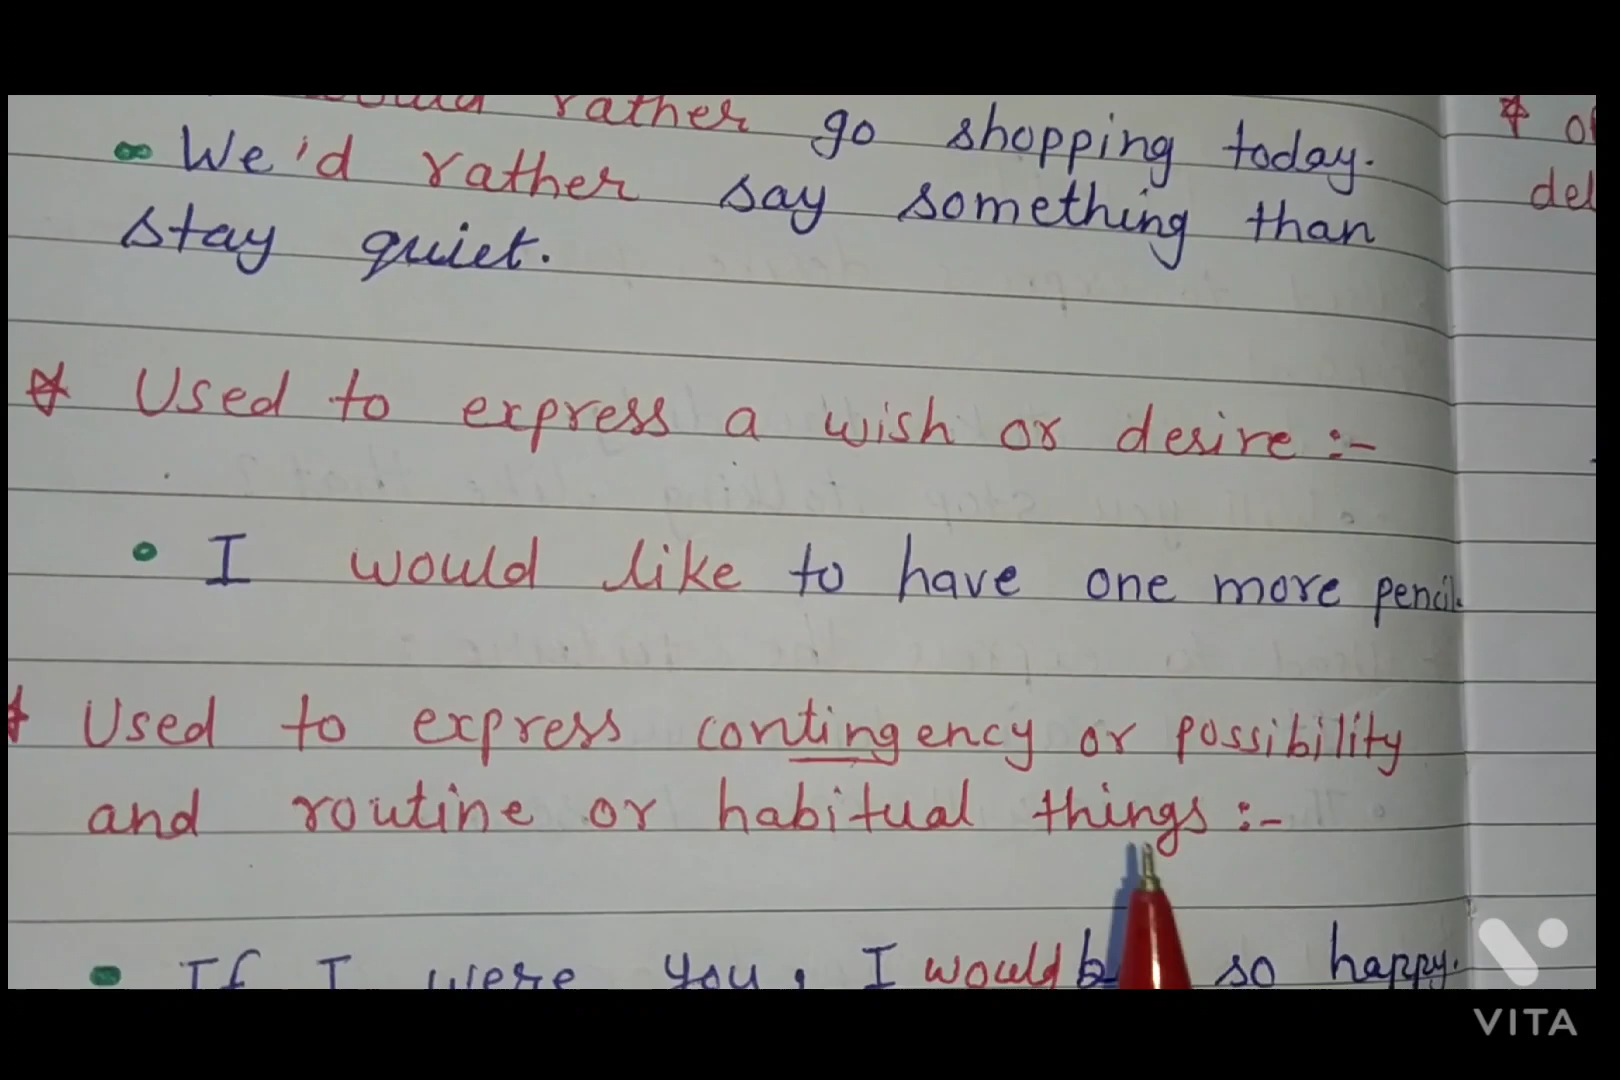 would rather go shopping today.
We'd rather say something than
stay quiet.
Used to express a wish or desire :-
I would like to have one more pencil.
Used to express contingency or possibility
and routine or habitual things :-
If I were you, I would so happy.
VITA